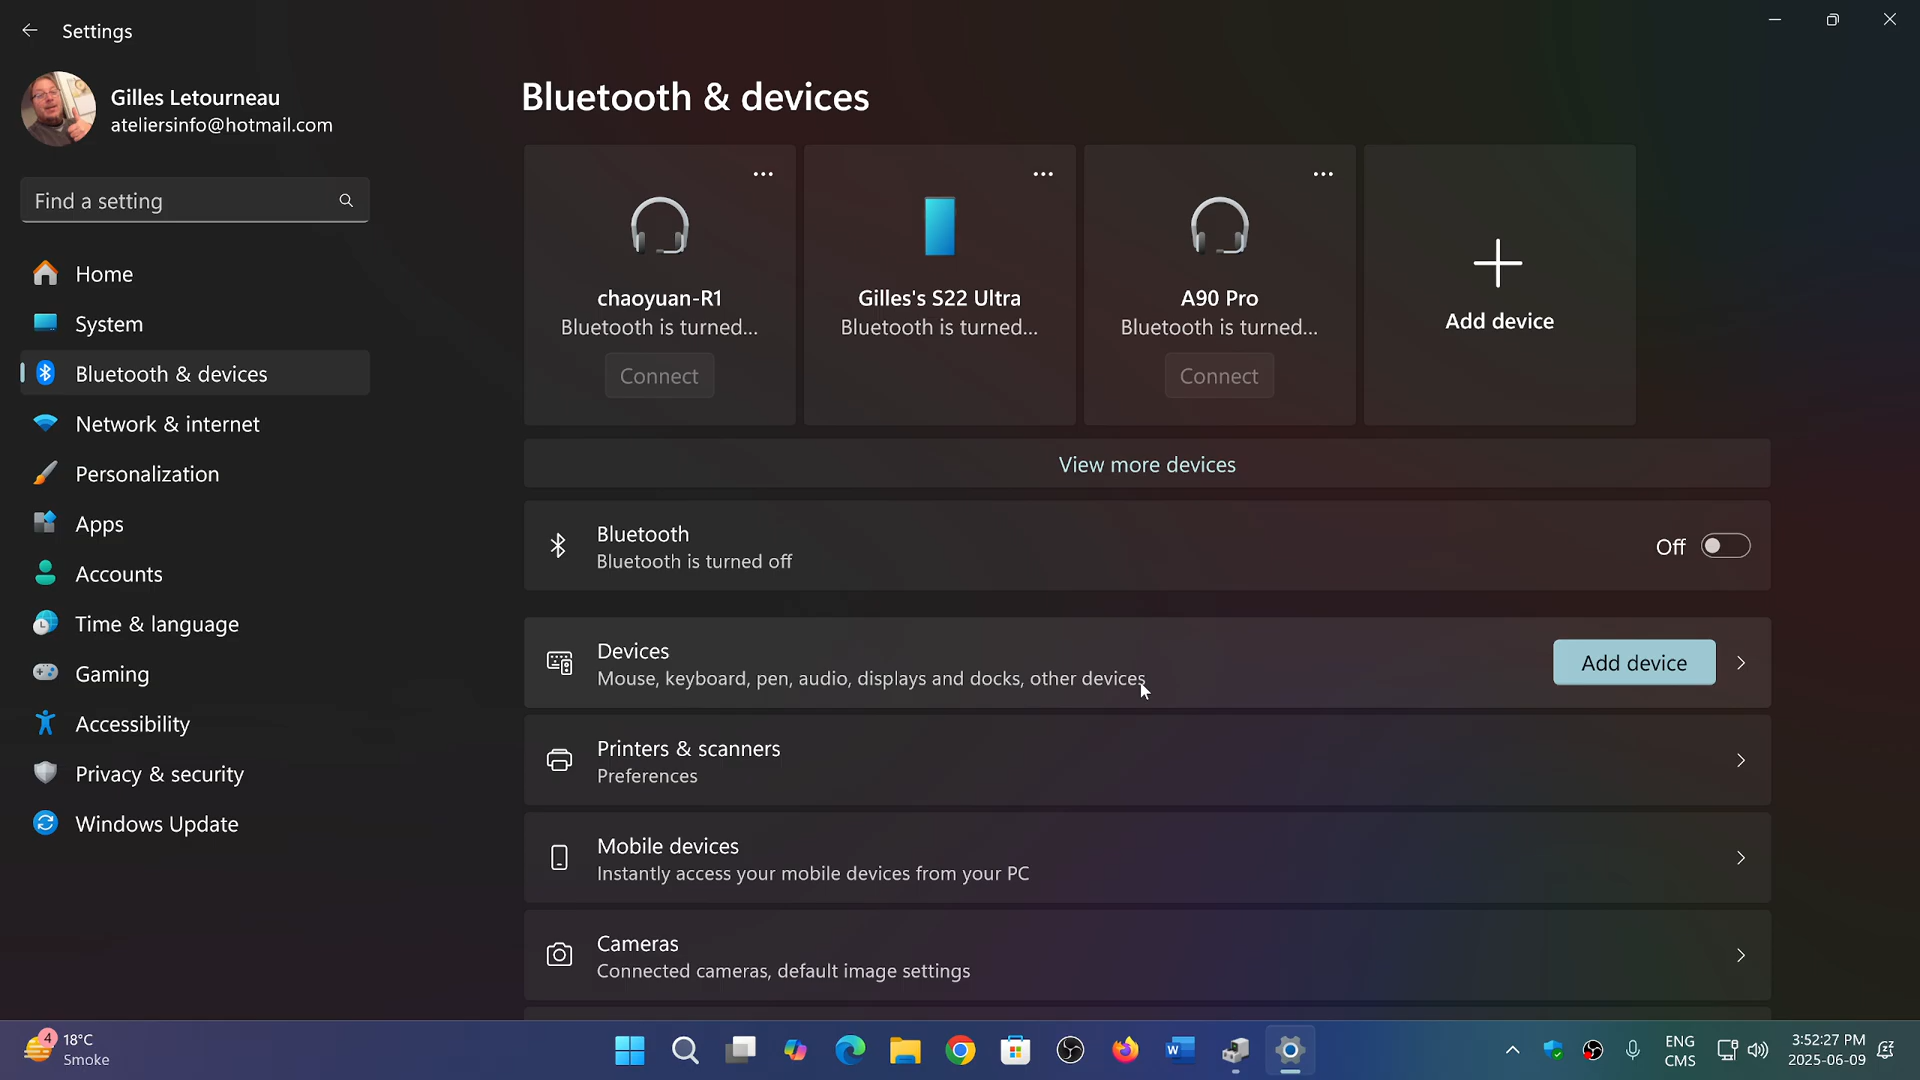 Settings
Gilles Letourneau
ateliersinfo@hotmail.com
Find a setting
Home
System
Bluetooth & devices
Network & internet
Personalization
Apps
Accounts
Time & language
Gaming
Accessibility
Privacy & security
Windows Update
Bluetooth & devices
chaoyuan-R1
Bluetooth is turned...
Connect
Gilles's S22 Ultra
Bluetooth is turned...
A90 Pro
Bluetooth is turned...
Connect
Add device
View more devices
Bluetooth
Bluetooth is turned off
Off
Devices
Mouse, keyboard, pen, audio, displays and docks, other devices
Add device
Printers & scanners
Preferences
Mobile devices
Instantly access your mobile devices from your PC
Cameras
Connected cameras, default image settings
4
18°C
Smoke
W
ENG
CMS
3:52:27 PM
2025-06-09